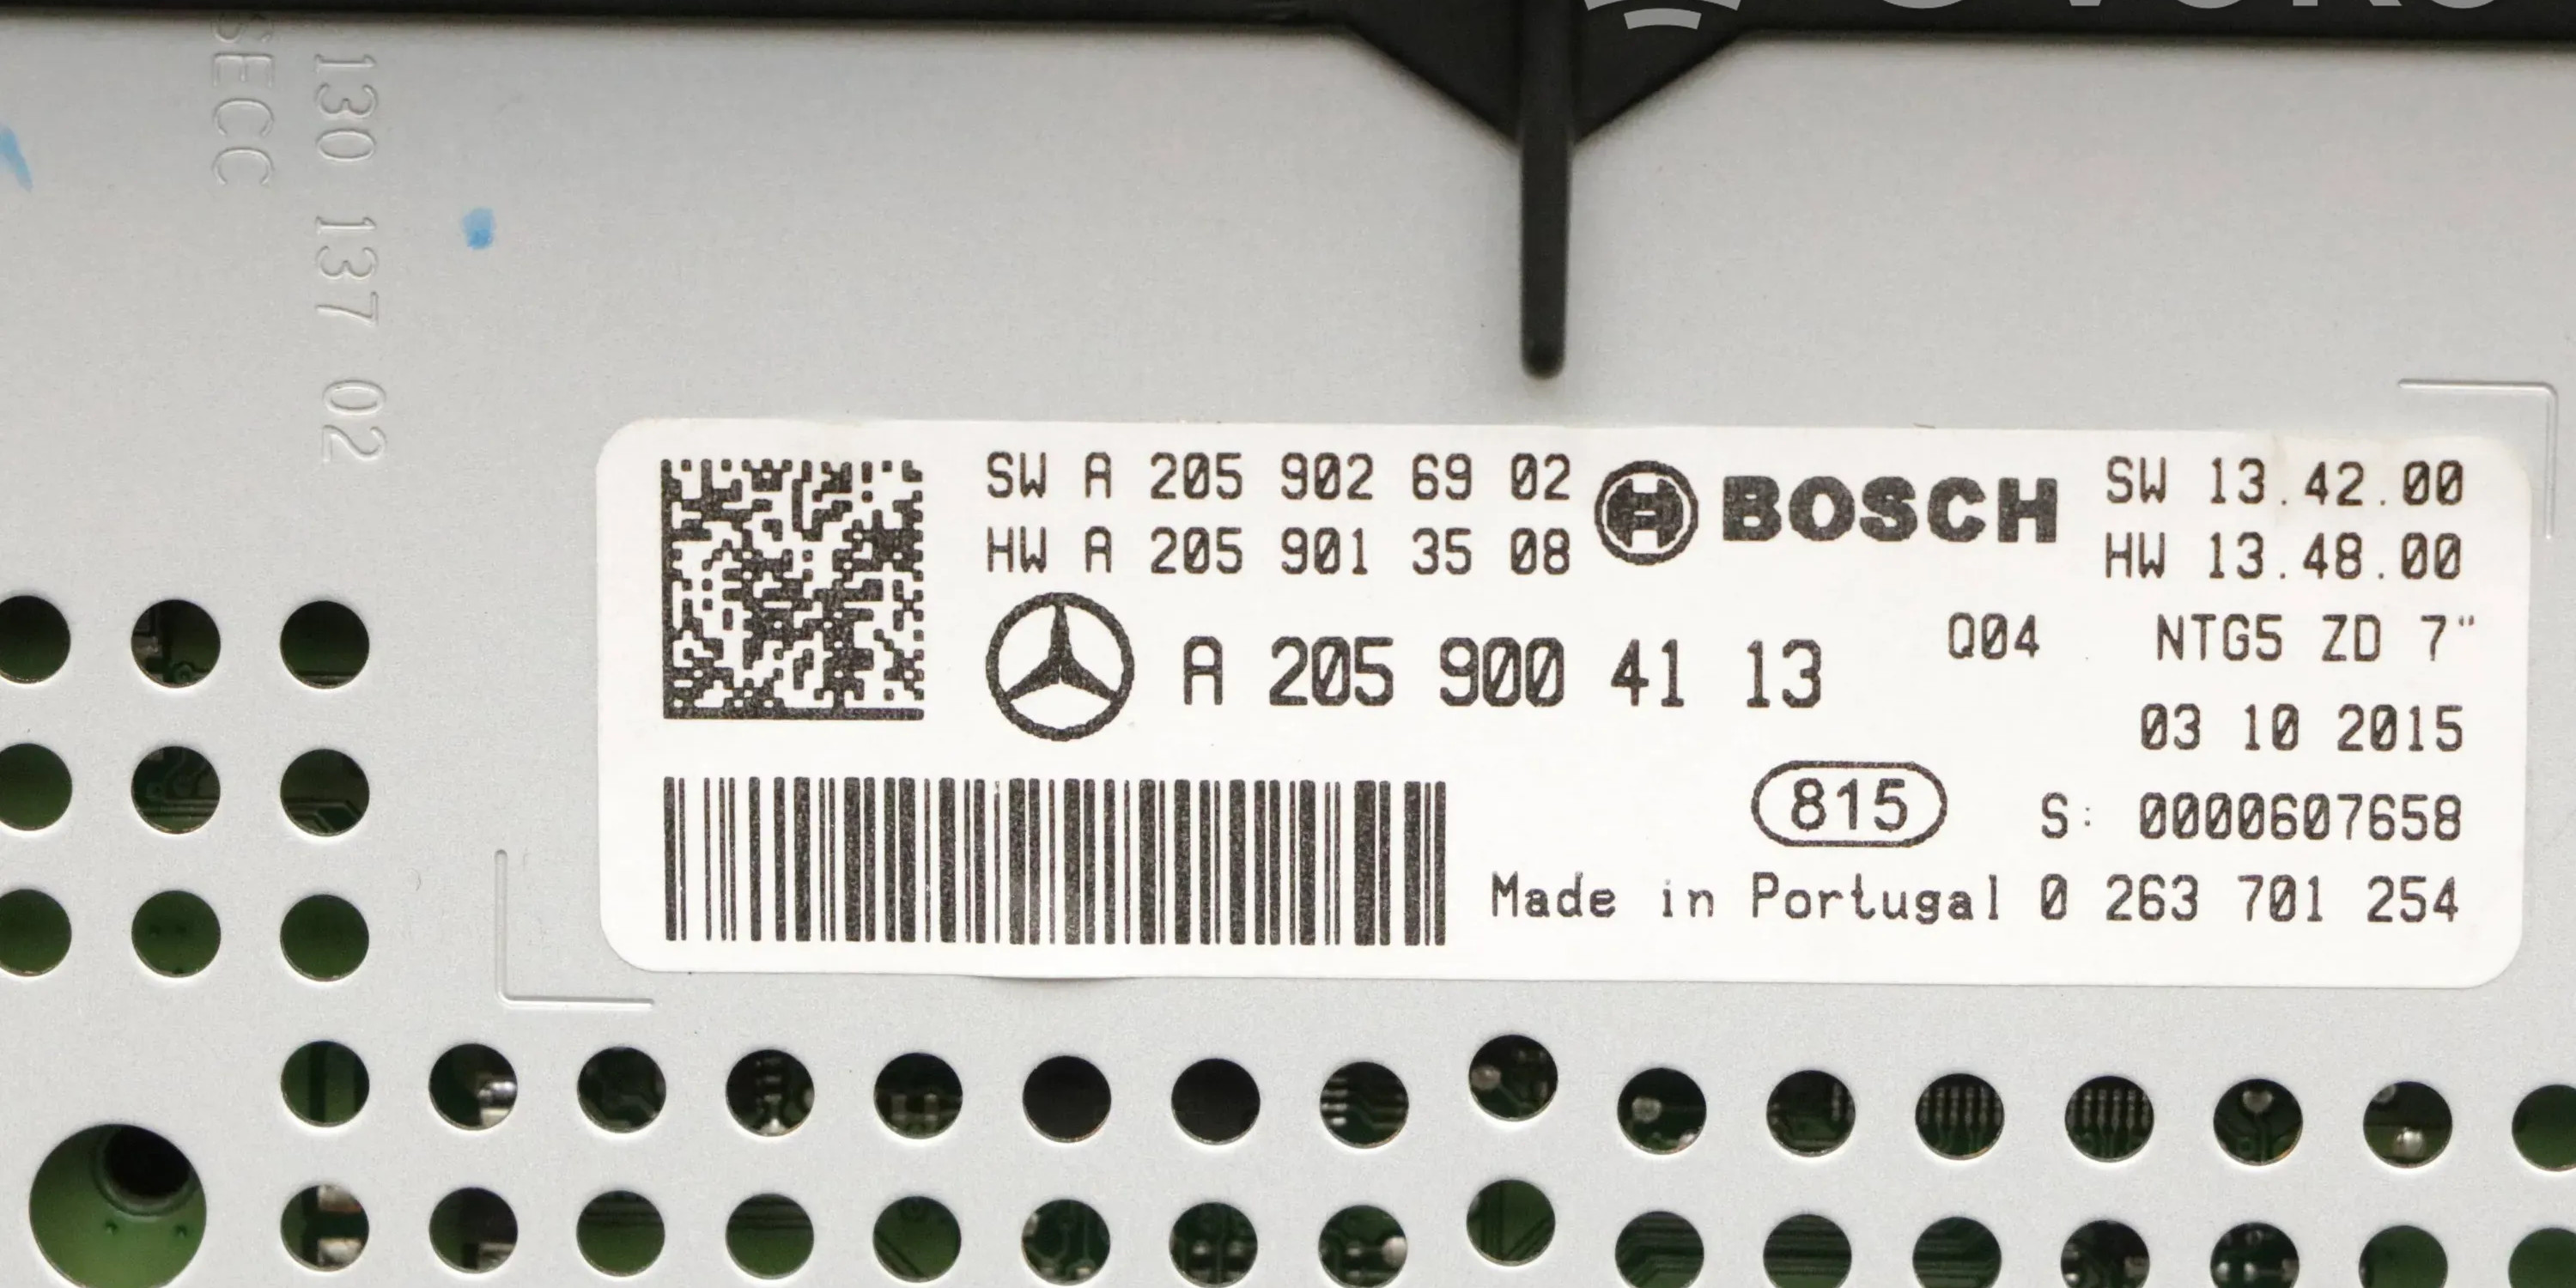 130 137 02
SECC
SW A 205 902 69 02
HW A 205 901 35 08
BOSCH
SW 13.42.00
HW 13.48.00
A 205 900 41 13
Q04 NTG5 ZD 7"
03 10 2015
815
S: 0000607658
Made in Portugal 0 263 701 254